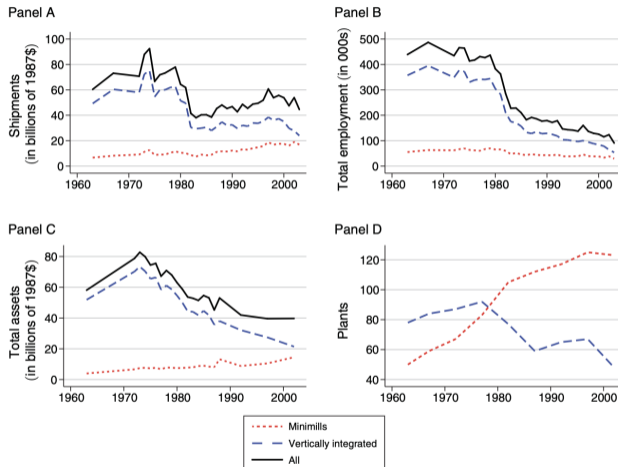 Panel A
Shipments
(in billions of 1987$)
100
80
60
40
20
0
1960 1970 1980 1990 2000
Panel B
Total employment (in 000s)
500
400
300
200
100
0
1960 1970 1980 1990 2000
Panel C
Total assets
(in billions of 1987$)
80
60
40
20
0
1960 1970 1980 1990 2000
Panel D
Plants
120
100
80
60
40
1960 1970 1980 1990 2000
Minimills
Vertically integrated
All